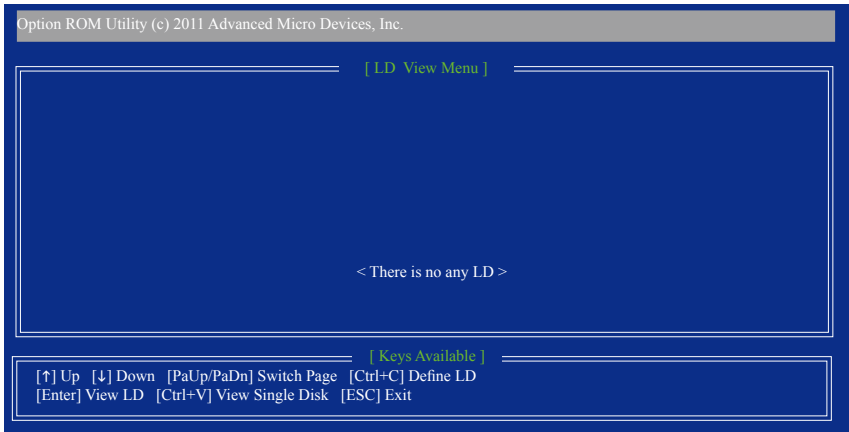 Option ROM Utility (c) 2011 Advanced Micro Devices, Inc.
[ LD View Menu ]
< There is no any LD >
[ Keys Available ]
[↑] Up [↓] Down [PaUp/PaDn] Switch Page [Ctrl+C] Define LD
[Enter] View LD [Ctrl+V] View Single Disk [ESC] Exit